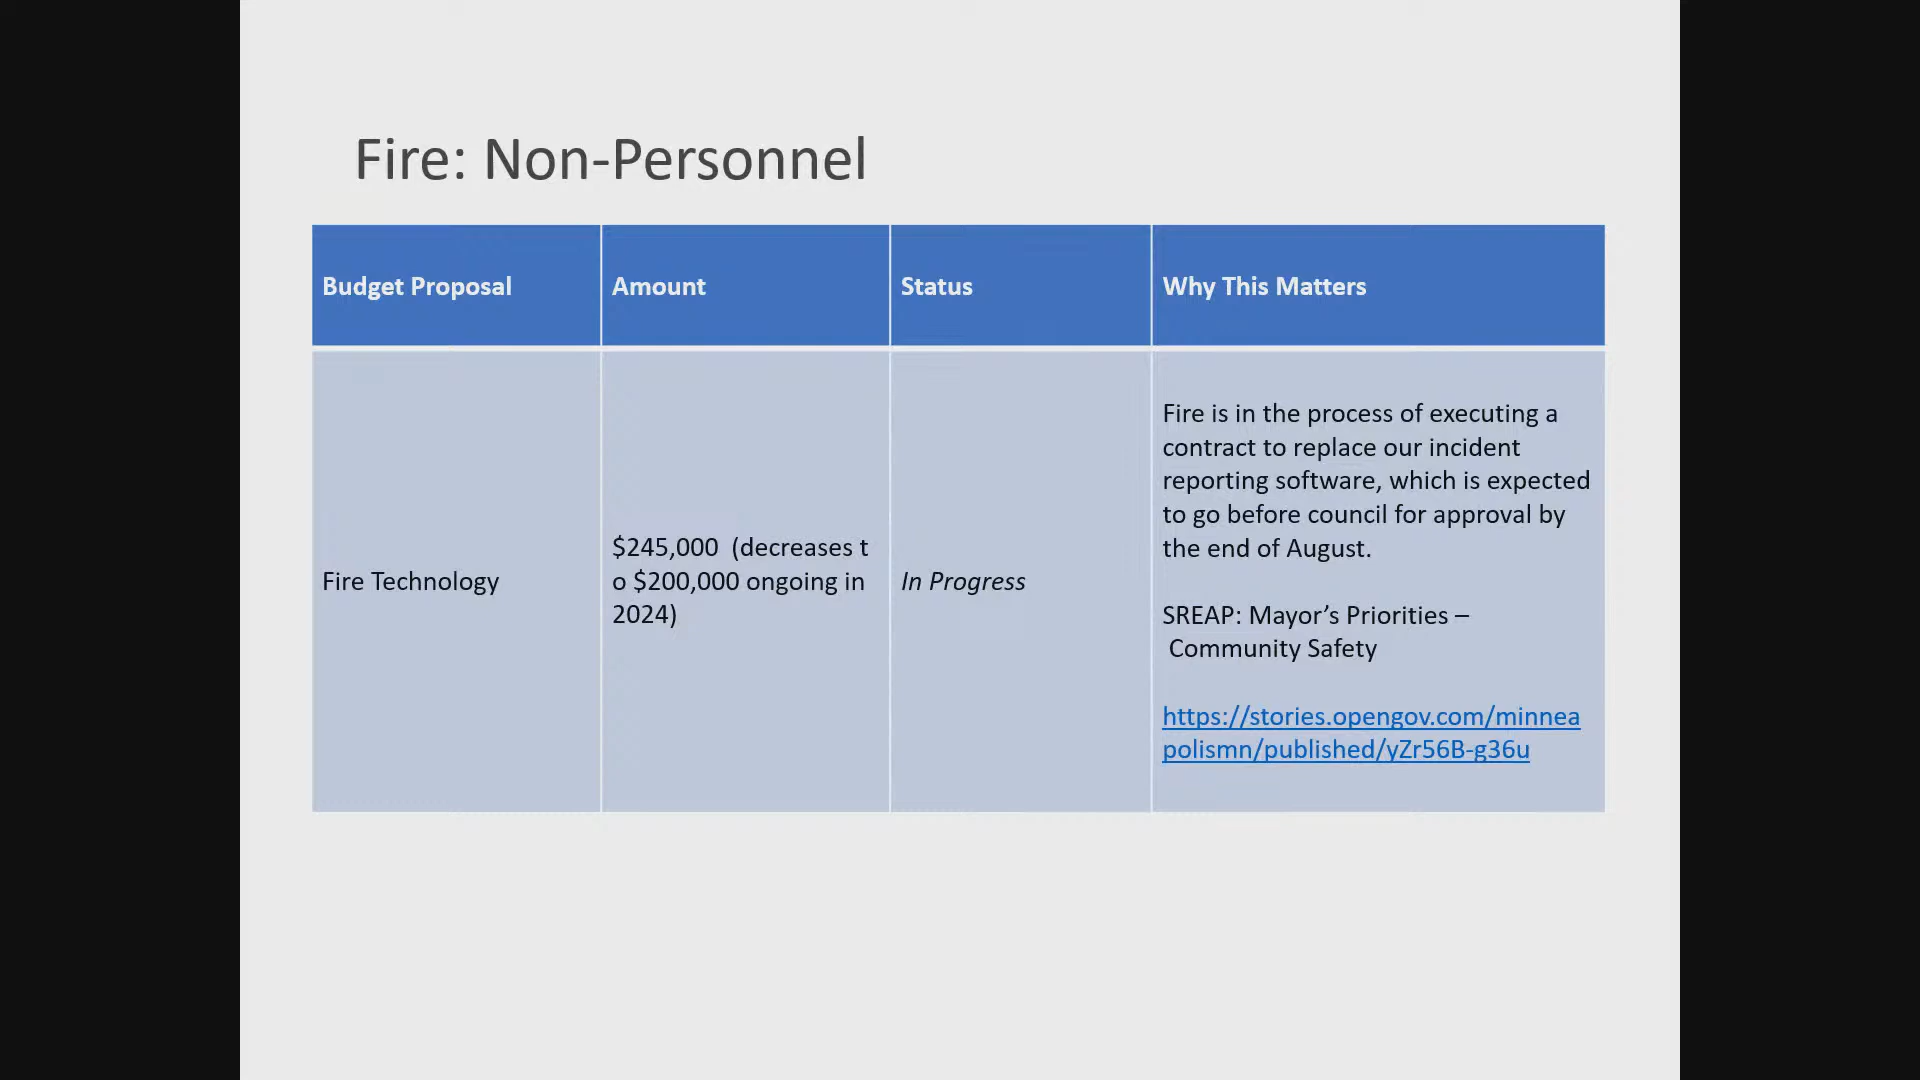 Fire: Non-Personnel
Budget Proposal
Amount
Status
Why This Matters
Fire Technology
$245,000  (decreases t
o $200,000 ongoing in
2024)
In Progress
Fire is in the process of executing a
contract to replace our incident
reporting software, which is expected
to go before council for approval by
the end of August.
SREAP: Mayor’s Priorities –
Community Safety
https://stories.opengov.com/minnea
polismn/published/yZr56B-g36u